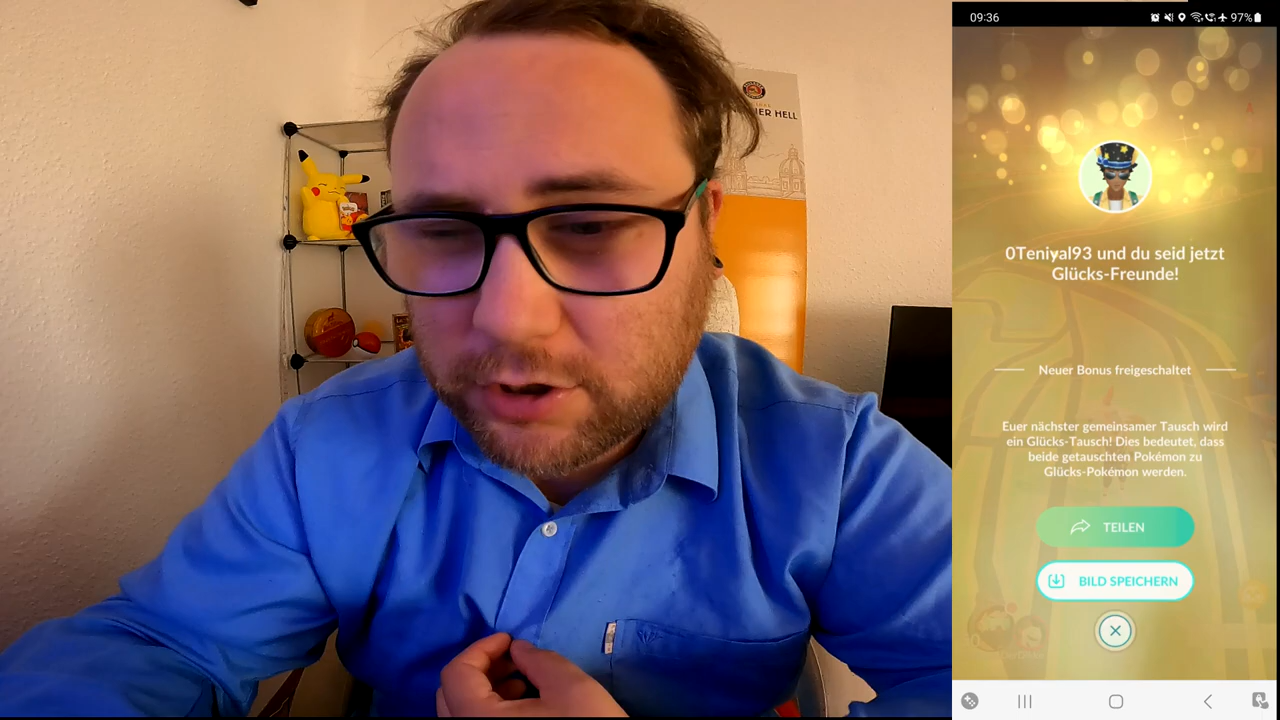 IER HELL
09:36
97%
0Teniyal93 und du seid jetzt
Glücks-Freunde!
Neuer Bonus freigeschaltet
Euer nächster gemeinsamer Tausch wird
ein Glücks-Tausch! Dies bedeutet, dass
beide getauschten Pokémon zu
Glücks-Pokémon werden.
TEILEN
BILD SPEICHERN